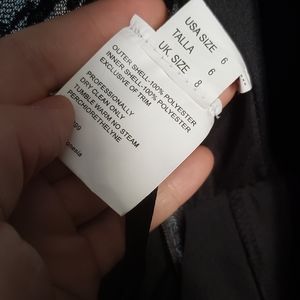 USA SIZE 6
TALLA 6
UK SIZE 8
OUTER SHELL-100% POLYESTER
INNER SHELL-100% POLYESTER
EXCLUSIVE OF TRIM
PROFESSIONALLY
DRY CLEAN ONLY
TUMBLE WARM NO STEAM
PERCHIORETHELYNE